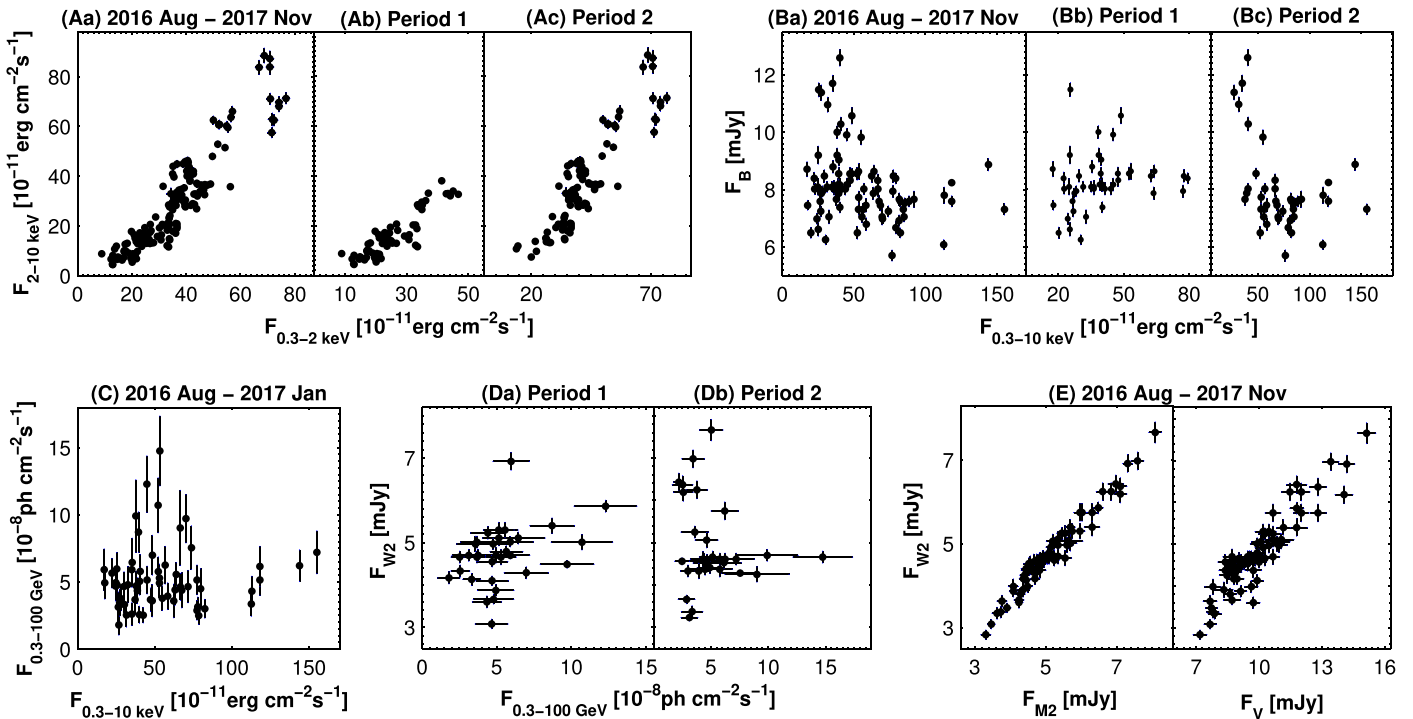 (Aa) 2016 Aug − 2017 Nov (Ab) Period 1 (Ac) Period 2
F2−10 keV [10−11erg cm−2s−1]
80
60
40
20
0
0 20 40 60 80 10 30 50 70
F0.3−2 keV [10−11erg cm−2s−1]
(Ba) 2016 Aug − 2017 Nov (Bb) Period 1 (Bc) Period 2
FB [mJy]
12
10
8
6
0 50 100 150 20 50 80 50 100 150
F0.3−10 keV [10−11erg cm−2s−1]
(C) 2016 Aug − 2017 Jan
F0.3−100 GeV [10−8ph cm−2s−1]
15
10
5
0
0 50 100 150
F0.3−10 keV [10−11erg cm−2s−1]
(Da) Period 1 (Db) Period 2
FW2 [mJy]
7
5
3
0 5 10 15 5 10 15
F0.3−100 GeV [10−8ph cm−2s−1]
(E) 2016 Aug − 2017 Nov
FW2 [mJy]
7
5
3
3 5 7 7 10 13 16
FM2 [mJy] FV [mJy]